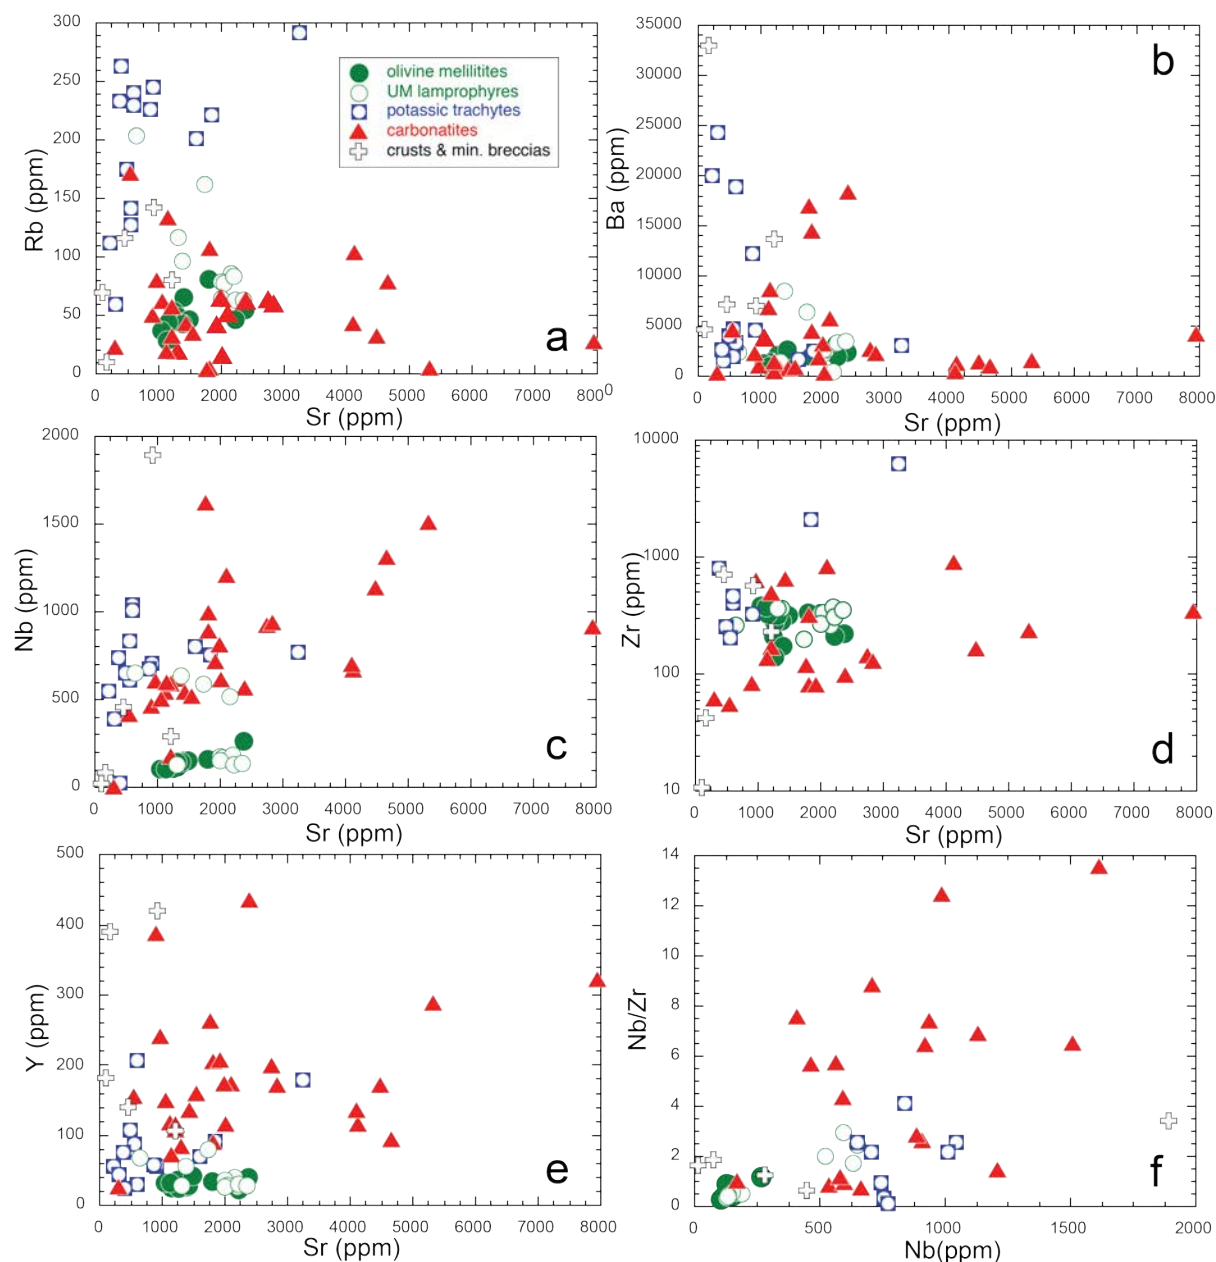 300
250
200
150
100
50
0
Rb (ppm)
olivine melilitites
UM lamprophyres
potassic trachytes
carbonatites
crusts & min. breccias
a
0 1000 2000 3000 4000 5000 6000 7000 8000
Sr (ppm)
35000
30000
25000
20000
15000
10000
5000
0
Ba (ppm)
b
0 1000 2000 3000 4000 5000 6000 7000 8000
Sr (ppm)
2000
1500
1000
500
0
Nb (ppm)
c
0 1000 2000 3000 4000 5000 6000 7000 8000
Sr (ppm)
10000
1000
100
10
Zr (ppm)
d
0 1000 2000 3000 4000 5000 6000 7000 8000
Sr (ppm)
500
400
300
200
100
0
Y (ppm)
e
0 1000 2000 3000 4000 5000 6000 7000 8000
Sr (ppm)
14
12
10
8
6
4
2
0
Nb/Zr
f
0 500 1000 1500 2000
Nb(ppm)